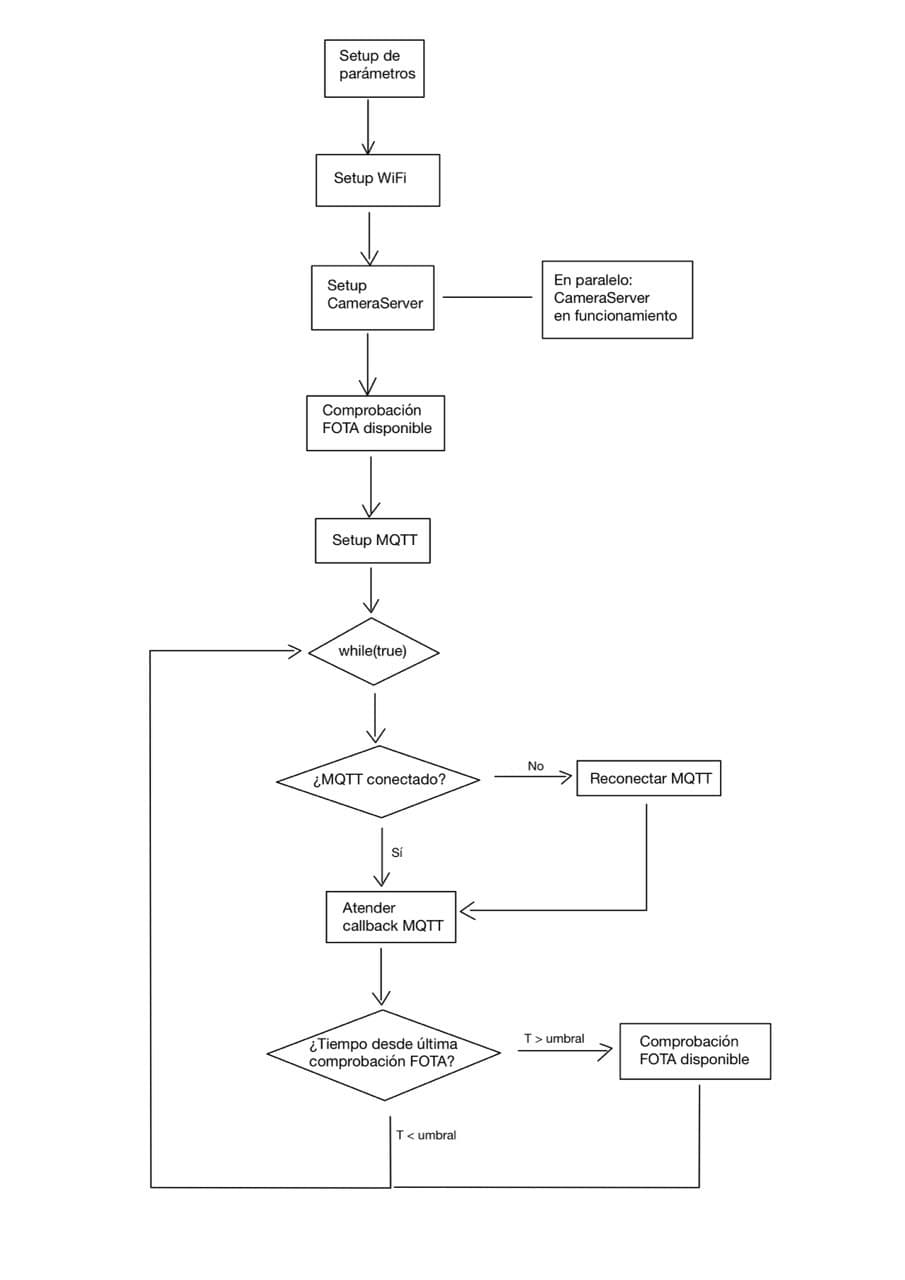 Setup de
parámetros
Setup WiFi
Setup
CameraServer
En paralelo:
CameraServer
en funcionamiento
Comprobación
FOTA disponible
Setup MQTT
while(true)
¿MQTT conectado?
No
Reconectar MQTT
Sí
Atender
callback MQTT
¿Tiempo desde última
comprobación FOTA?
T > umbral
Comprobación
FOTA disponible
T < umbral